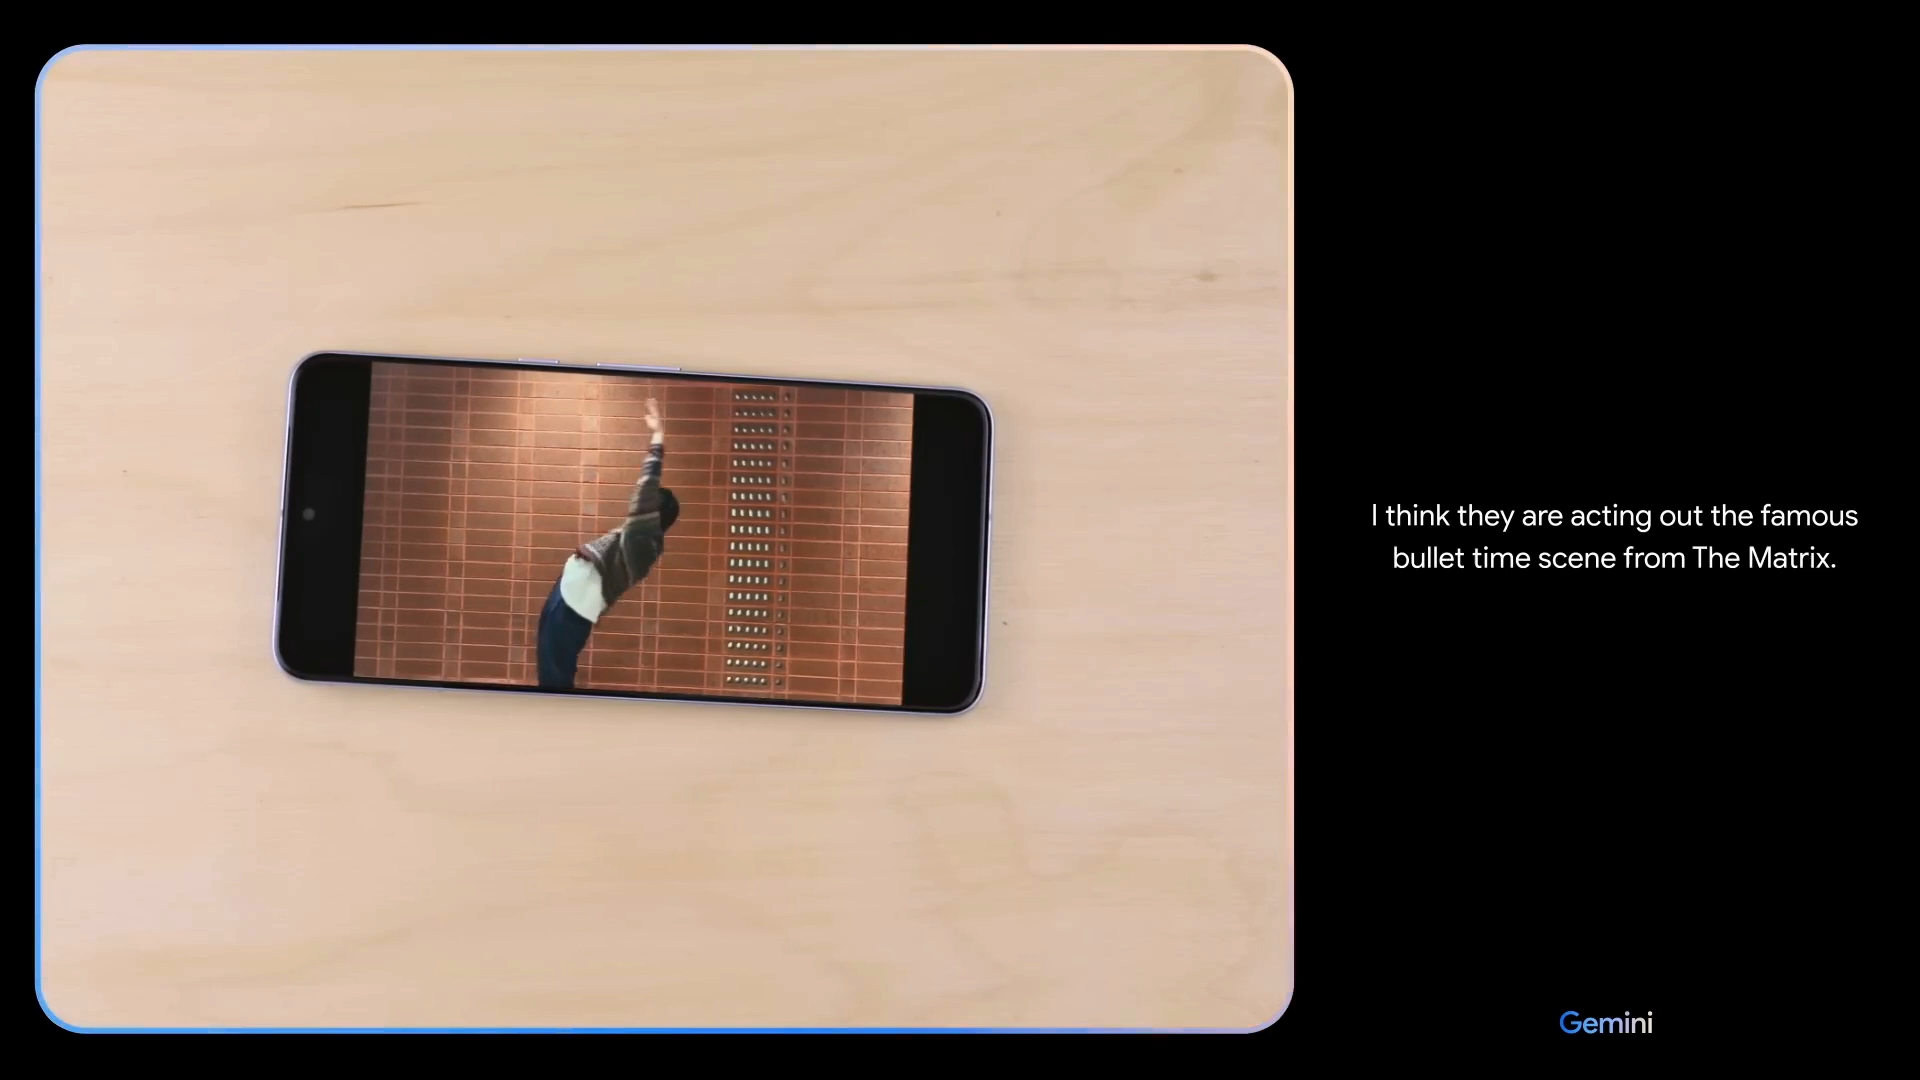 I think they are acting out the famous
bullet time scene from The Matrix.
Gemini